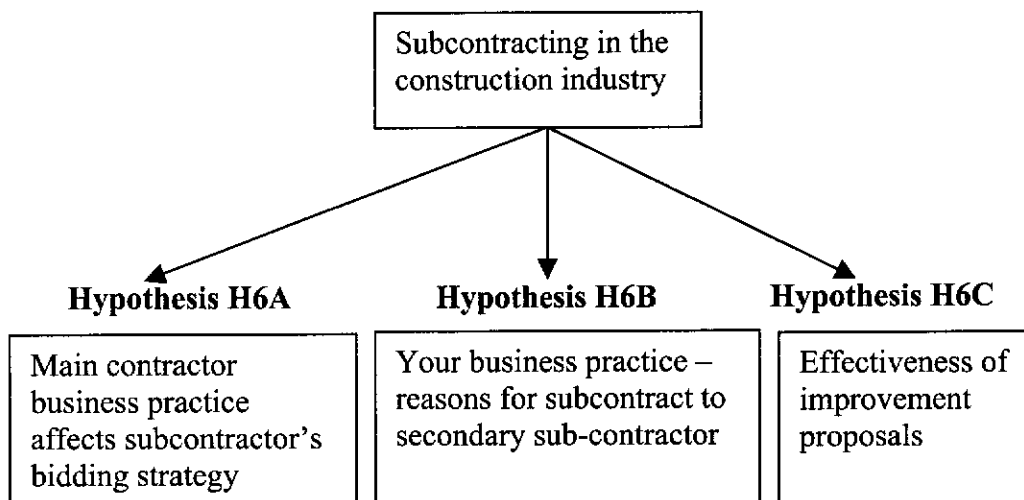 Subcontracting in the
construction industry
Hypothesis H6A
Hypothesis H6B
Hypothesis H6C
Main contractor
business practice
affects subcontractor’s
bidding strategy
Your business practice –
reasons for subcontract to
secondary sub-contractor
Effectiveness of
improvement
proposals